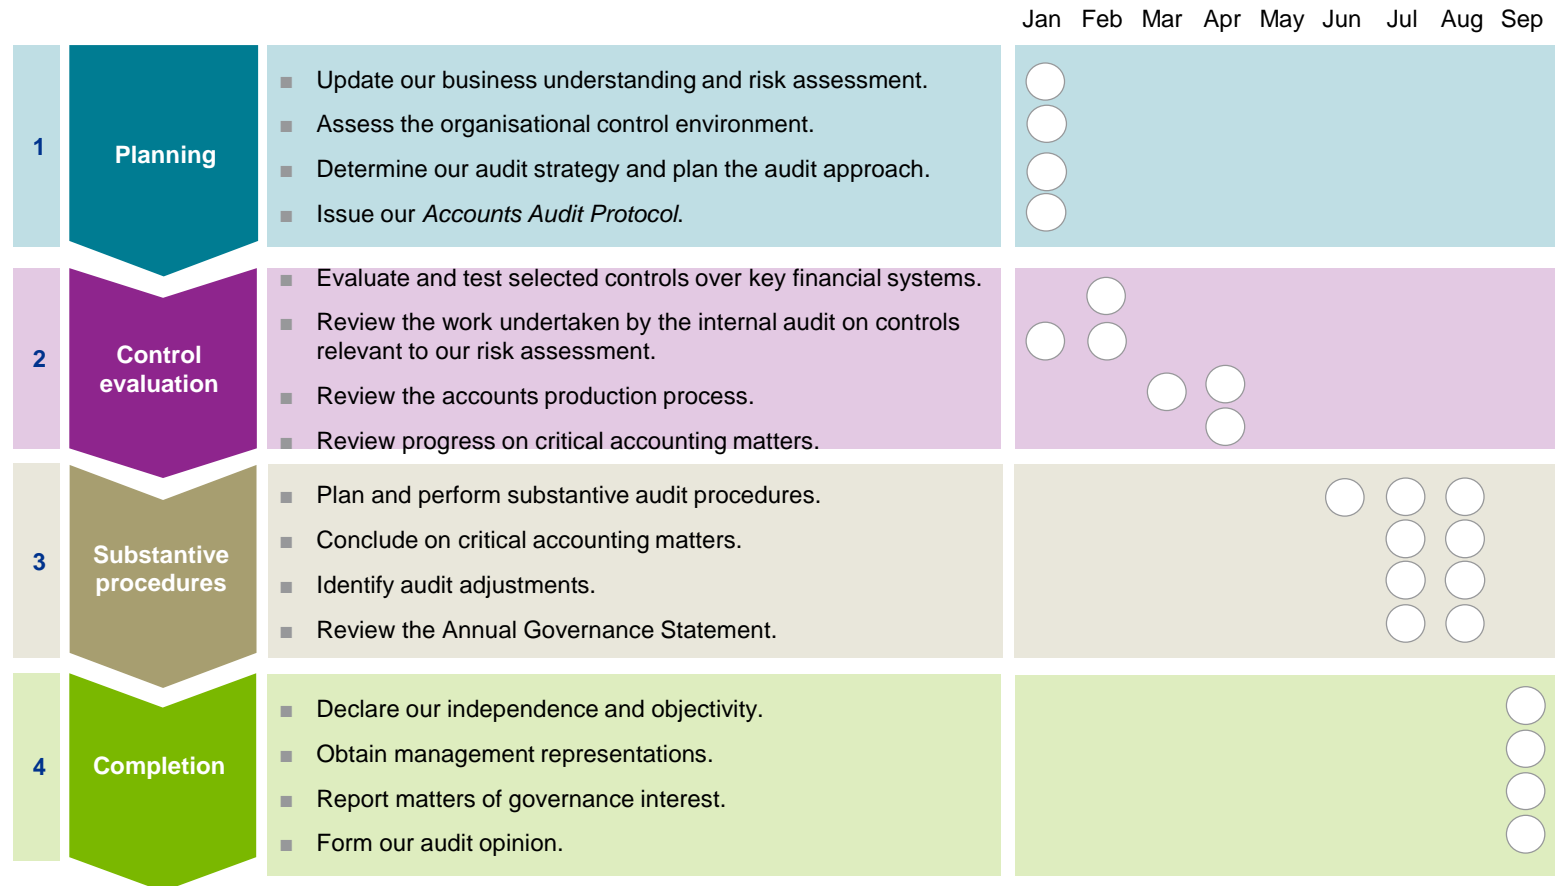 Jan Feb Mar Apr May Jun Jul Aug Sep
1
Planning
■ Update our business understanding and risk assessment.
■ Assess the organisational control environment.
■ Determine our audit strategy and plan the audit approach.
■ Issue our Accounts Audit Protocol.
2
Control
evaluation
■ Evaluate and test selected controls over key financial systems.
■ Review the work undertaken by the internal audit on controls
relevant to our risk assessment.
■ Review the accounts production process.
■ Review progress on critical accounting matters.
3
Substantive
procedures
■ Plan and perform substantive audit procedures.
■ Conclude on critical accounting matters.
■ Identify audit adjustments.
■ Review the Annual Governance Statement.
4
Completion
■ Declare our independence and objectivity.
■ Obtain management representations.
■ Report matters of governance interest.
■ Form our audit opinion.